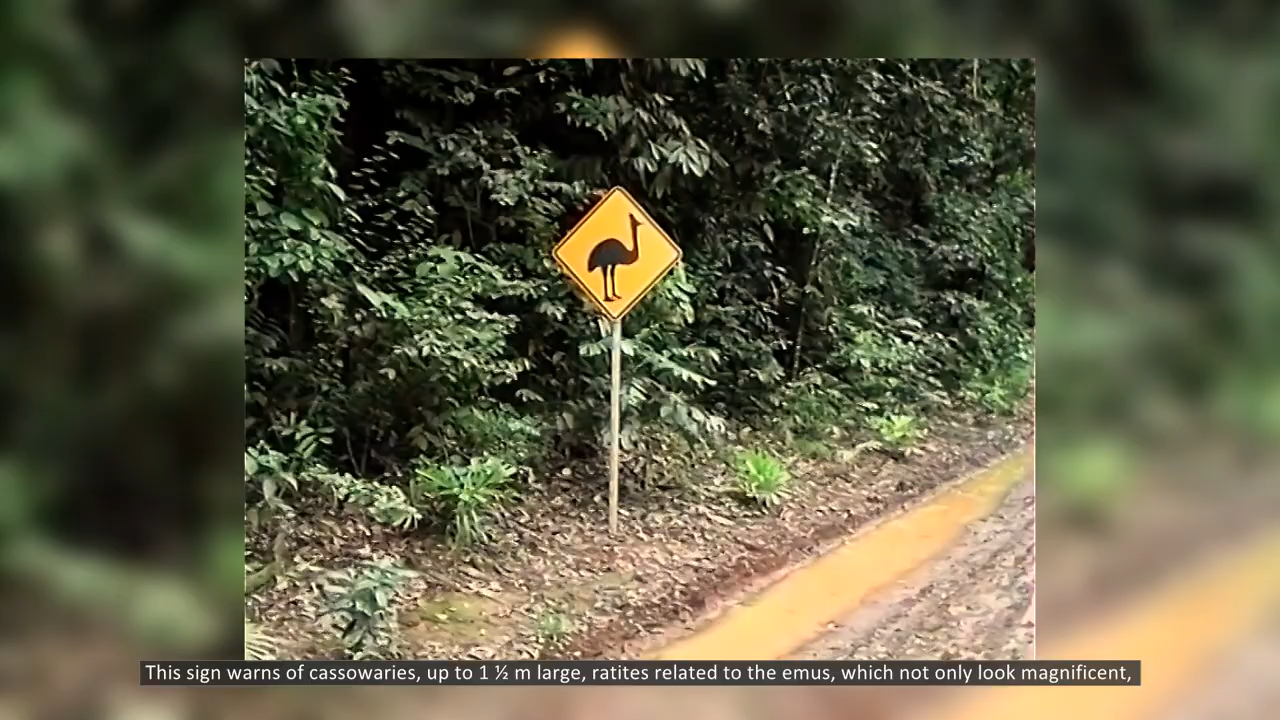 This sign warns of cassowaries, up to 1 ½ m large, ratites related to the emus, which not only look magnificent,